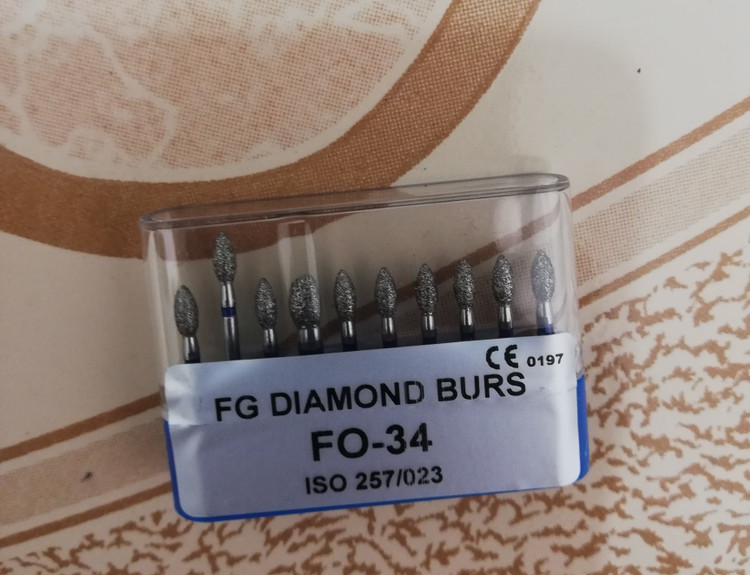 CE 0197
FG DIAMOND BURS
FO-34
ISO 257/023